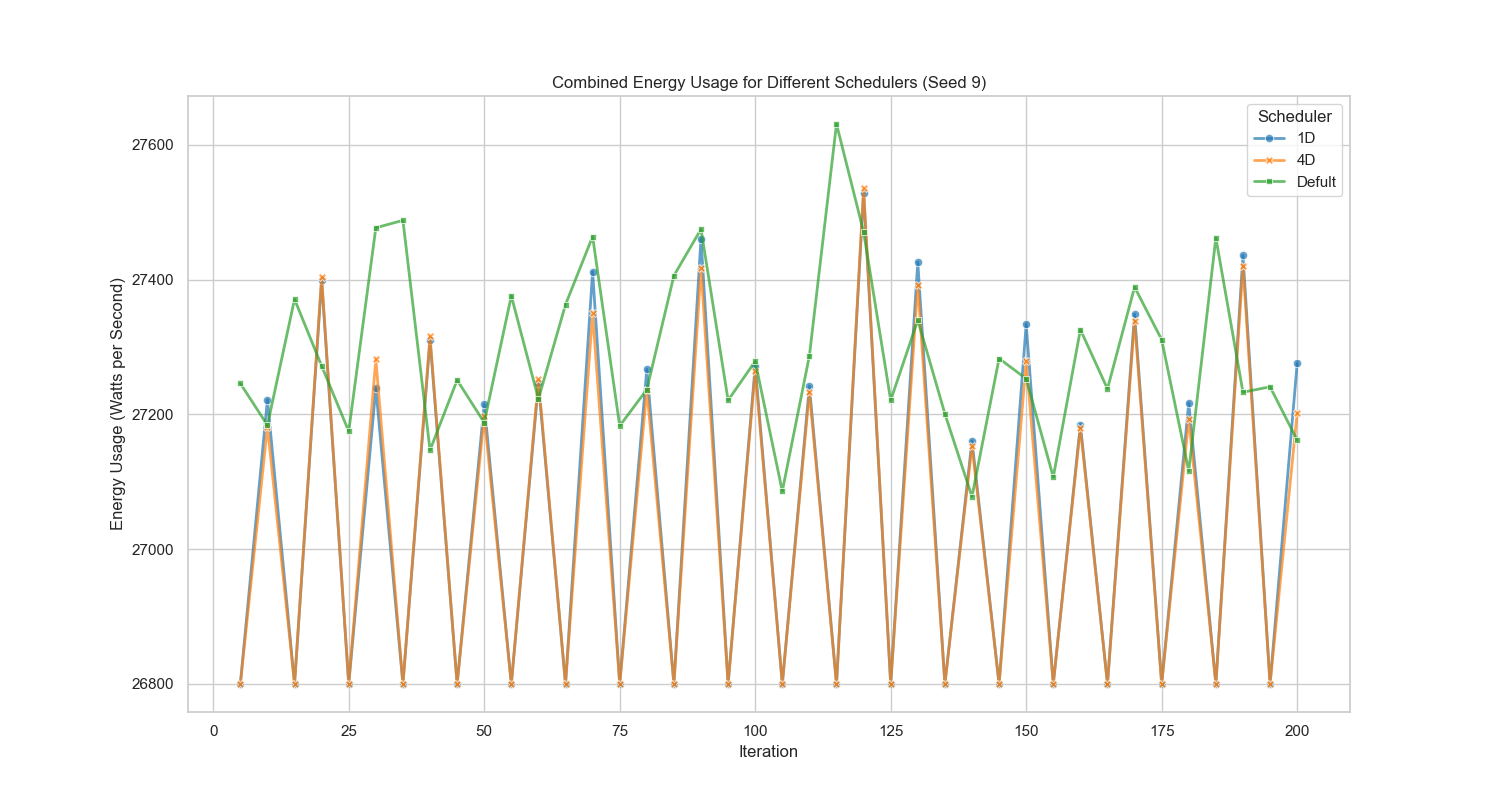 Combined Energy Usage for Different Schedulers (Seed 9)
Scheduler
1D
4D
Defult
27600
27400
27200
27000
26800
Energy Usage (Watts per Second)
0 25 50 75 100 125 150 175 200
Iteration